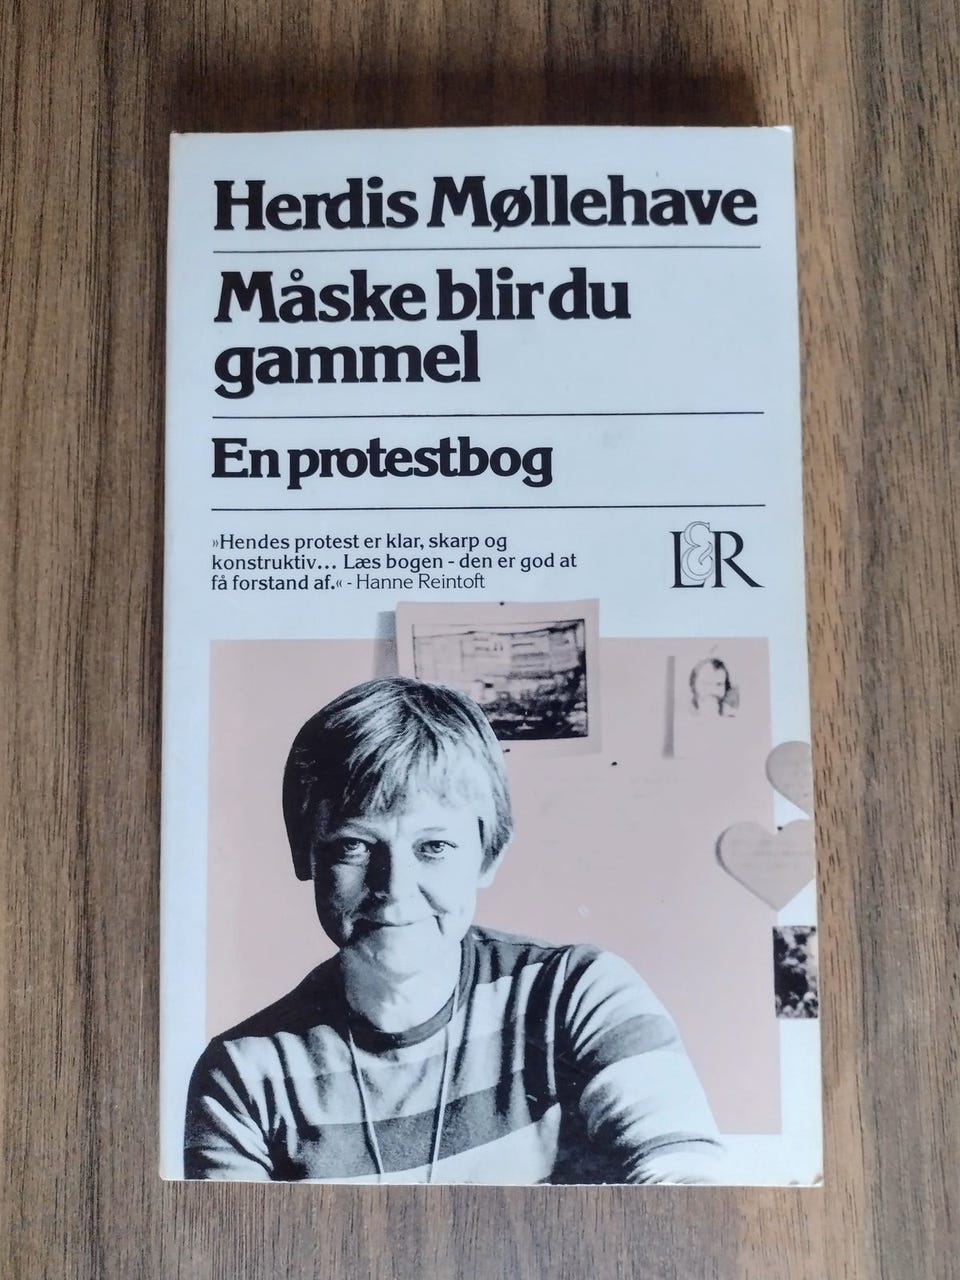 Herdis Møllehave
Måske blir du
gammel
En protestbog
»Hendes protest er klar, skarp og
konstruktiv... Læs bogen - den er god at
få forstand af.« - Hanne Reintoft
L&R